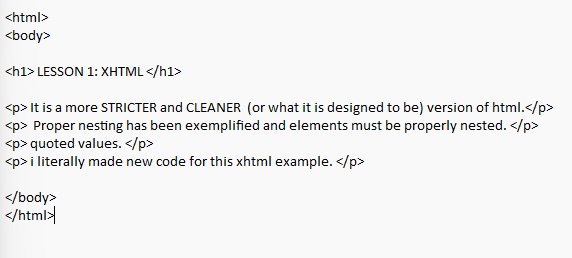 <html>
<body>
<h1> LESSON 1: XHTML </h1>
<p> It is a more STRICTER and CLEANER  (or what it is designed to be) version of html.</p>
<p>  Proper nesting has been exemplified and elements must be properly nested. </p>
<p> quoted values. </p>
<p> i literally made new code for this xhtml example. </p>
</body>
</html>